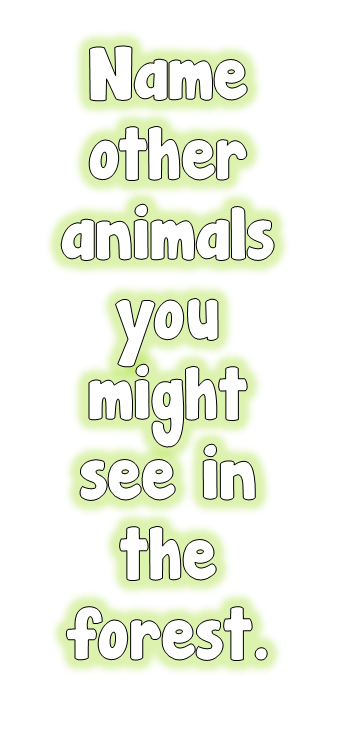 Name
other
animals
you
might
see in
the
forest.